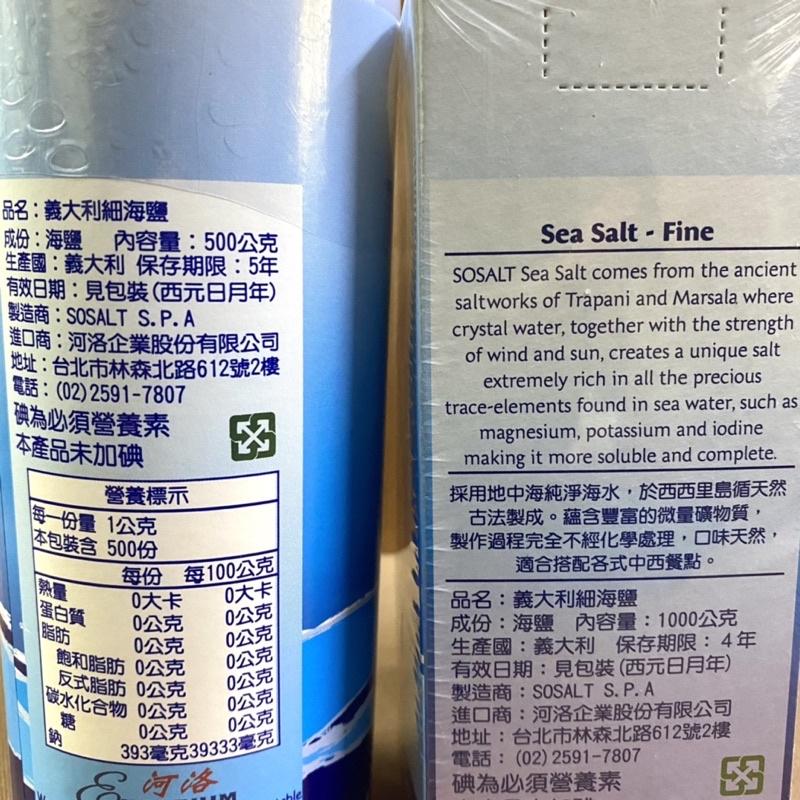 品名：義大利細海鹽
成份：海鹽 內容量：500公克
生產國：義大利 保存期限：5年
有效日期：見包裝(西元日月年)
製造商：SOSALT S.P.A
進口商：河洛企業股份有限公司
地址：台北市林森北路612號2樓
電話：(02)2591-7807
碘為必須營養素
本產品未加碘
營養標示
每一份量 1公克
本包裝含 500份
每份 每100公克
熱量 0大卡 0大卡
蛋白質 0公克 0公克
脂肪 0公克 0公克
飽和脂肪 0公克 0公克
反式脂肪 0公克 0公克
碳水化合物 0公克 0公克
糖 0公克 0公克
鈉 393毫克 39333毫克
河洛
Sea Salt - Fine
SOSALT Sea Salt comes from the ancient
saltworks of Trapani and Marsala where
crystal water, together with the strength
of wind and sun, creates a unique salt
extremely rich in all the precious
trace-elements found in sea water, such as
magnesium, potassium and iodine
making it more soluble and complete.
採用地中海純淨海水，於西西里島循天然
古法製成。蘊含豐富的微量礦物質，
製作過程完全不經化學處理，口味天然，
適合搭配各式中西餐點。
品名：義大利細海鹽
成份：海鹽 內容量：1000公克
生產國：義大利 保存期限：4年
有效日期：見包裝(西元日月年)
製造商：SOSALT S.P.A
進口商：河洛企業股份有限公司
地址：台北市林森北路612號2樓
電話：(02)2591-7807
碘為必須營養素